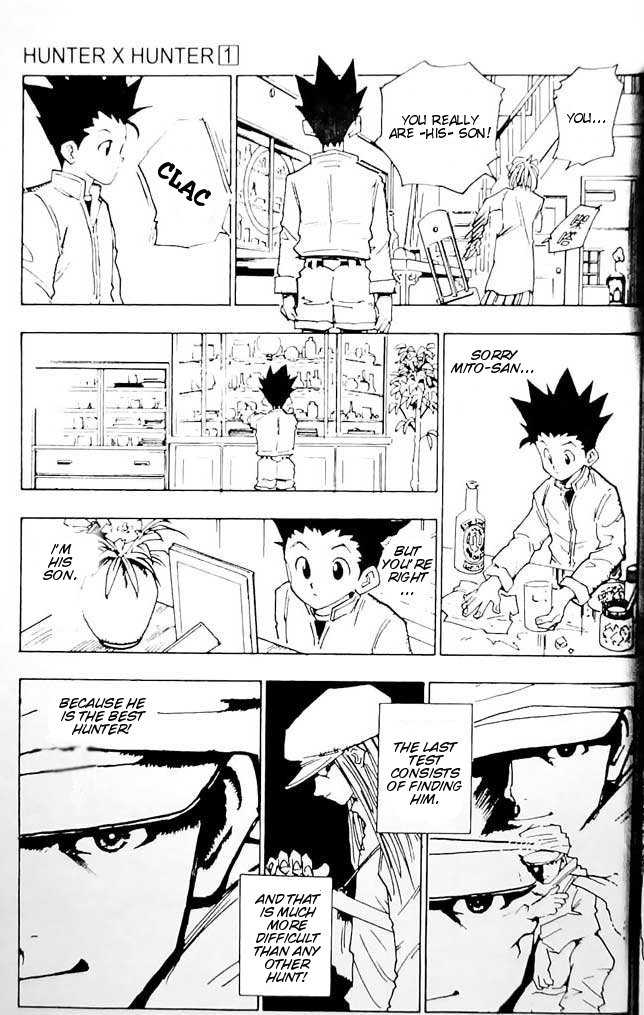 HUNTER X HUNTER 1
YOU...
YOU REALLY
ARE -HIS- SON!
CLAC
SORRY
MITO-SAN...
BUT YOU'RE
RIGHT
...
I'M
HIS
SON.
THE LAST
TEST
CONSISTS
OF FINDING
HIM.
AND THAT
IS MUCH
MORE
DIFFICULT
THAN ANY
OTHER
HUNT!
BECAUSE HE
IS THE BEST
HUNTER!